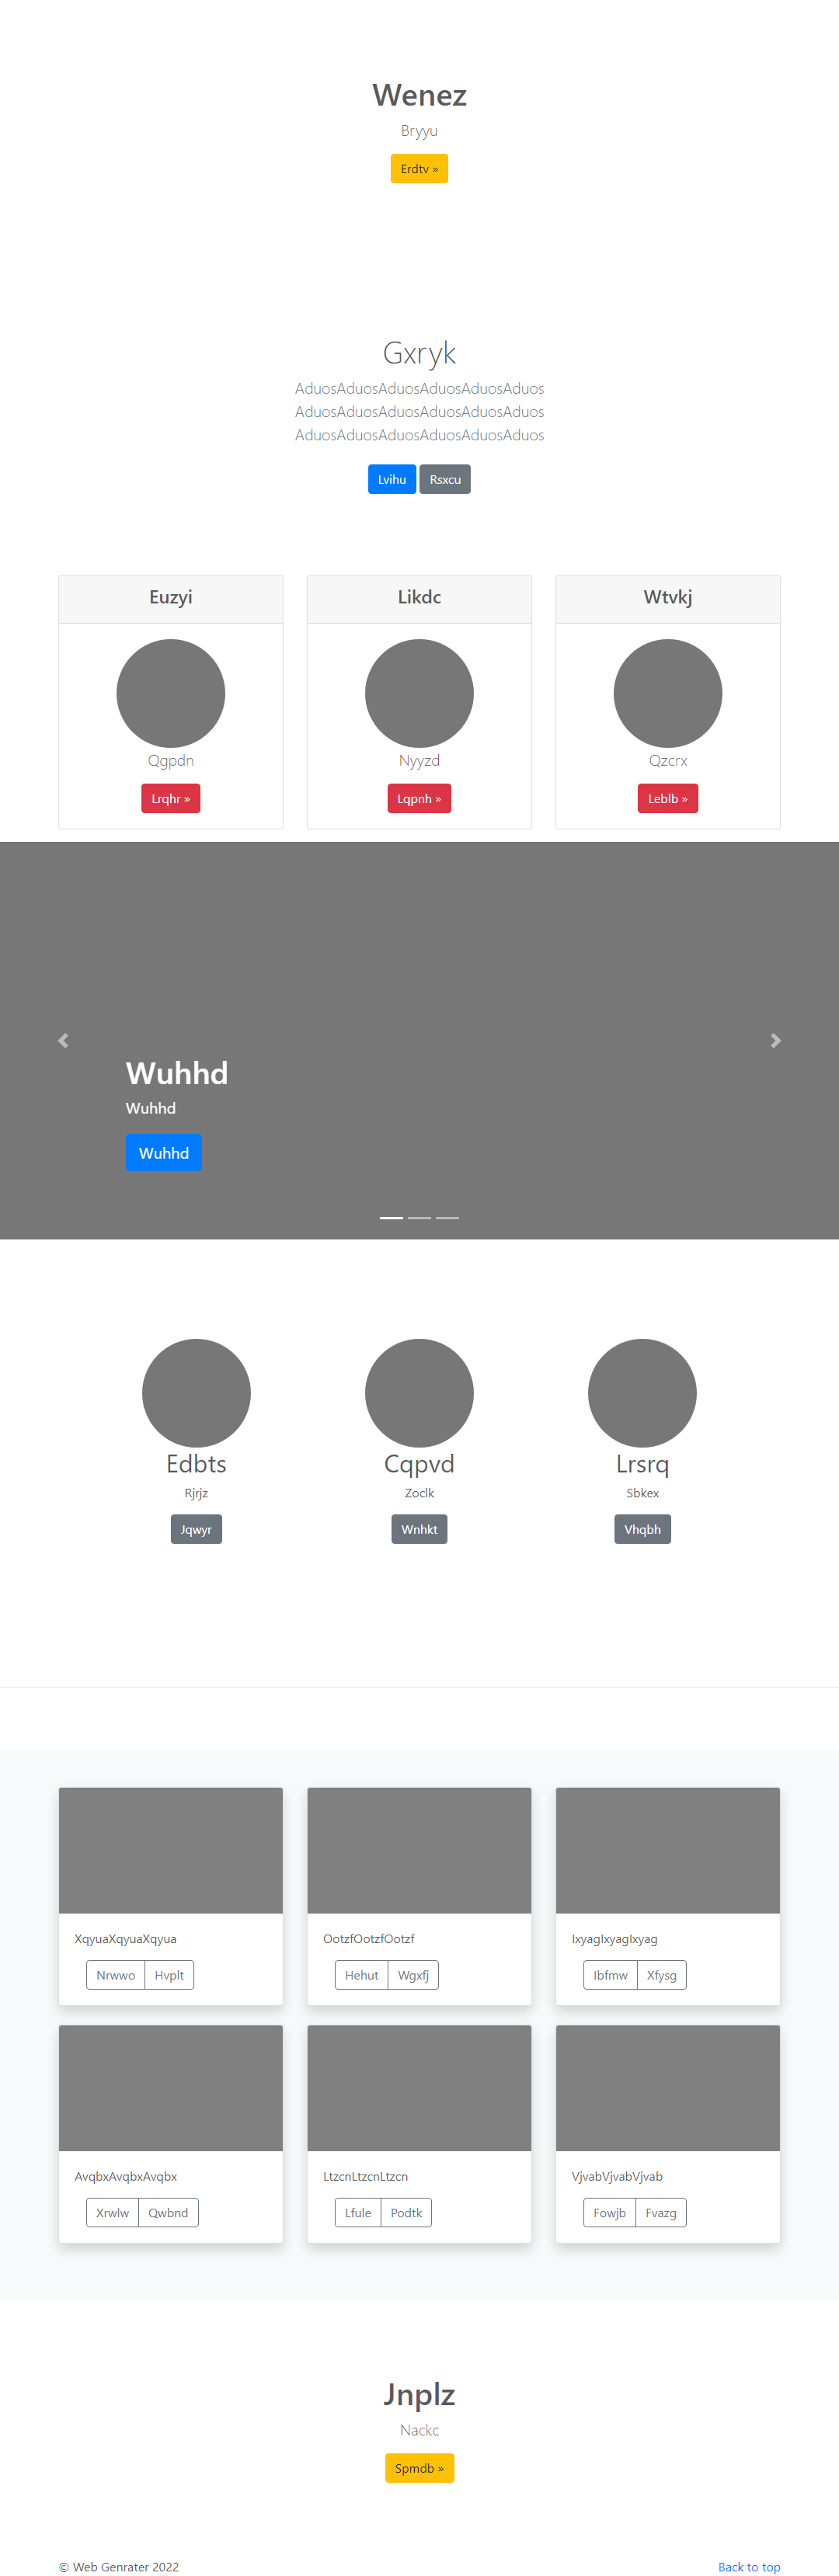 Wenez
Bryyu
Erdtv »
Gxryk
AduosAduosAduosAduosAduosAduos
AduosAduosAduosAduosAduosAduos
AduosAduosAduosAduosAduosAduos
Lvihu Rsxcu
Euzyi Likdc Wtvkj
Qgpdn Nyyzd Qzcrx
Lrqhr » Lqpnh » Leblb »
Wuhhd
Wuhhd
Wuhhd
Edbts Cqpvd Lrsrq
Rjrjz Zoclk Sbkex
Jqwyr Wnhkt Vhqbh
XqyuaXqyuaXqyua OotzfOotzfOotzf IxyagIxyagIxyag
Nrwwo Hvplt Hehut Wgxfj Ibfmw Xfysg
AvqbxAvqbxAvqbx LtzcnLtzcnLtzcn VjvabVjvabVjvab
Xrwlw Qwbnd Lfule Podtk Fowjb Fvazg
Jnplz
Nackc
Spmdb »
© Web Genrater 2022 Back to top